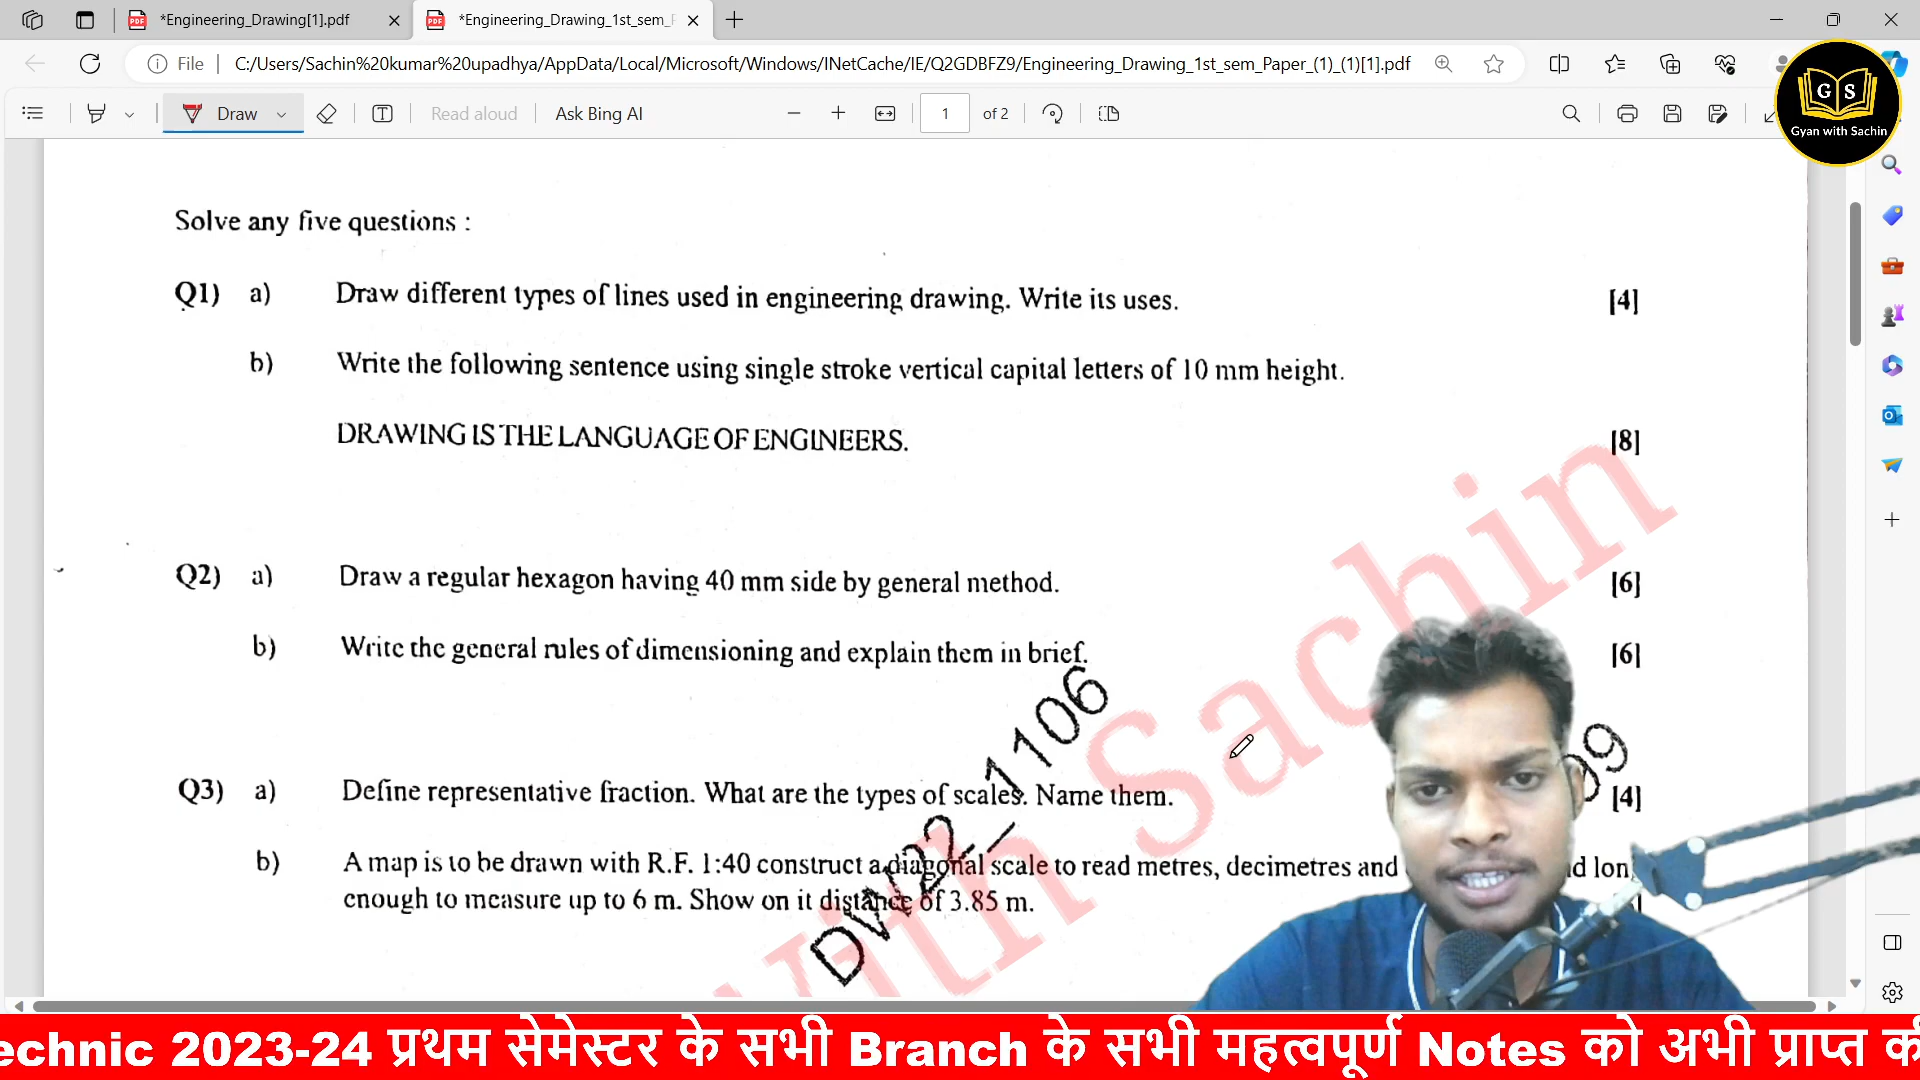 *Engineering_Drawing[1].pdf
*Engineering_Drawing_1st_sem_P
File
C:/Users/Sachin%20kumar%20upadhya/AppData/Local/Microsoft/Windows/INetCache/IE/Q2GDBFZ9/Engineering_Drawing_1st_sem_Paper_(1)_(1)[1].pdf
G S
Gyan with Sachin
Draw
Read aloud
Ask Bing AI
1 of 2
Solve any five questions :
Q1) a) Draw different types of lines used in engineering drawing. Write its uses. [4]
b) Write the following sentence using single stroke vertical capital letters of 10 mm height.
DRAWING IS THE LANGUAGE OF ENGINEERS. [8]
Q2) a) Draw a regular hexagon having 40 mm side by general method. [6]
b) Write the general rules of dimensioning and explain them in brief. [6]
Q3) a) Define representative fraction. What are the types of scales. Name them. [4]
b) A map is to be drawn with R.F. 1:40 construct a diagonal scale to read metres, decimetres and
enough to measure up to 6 m. Show on it distance of 3.85 m.
with Sachin
DW22_1106
echnic 2023-24 प्रथम सेमेस्टर के सभी Branch के सभी महत्वपूर्ण Notes को अभी प्राप्त की